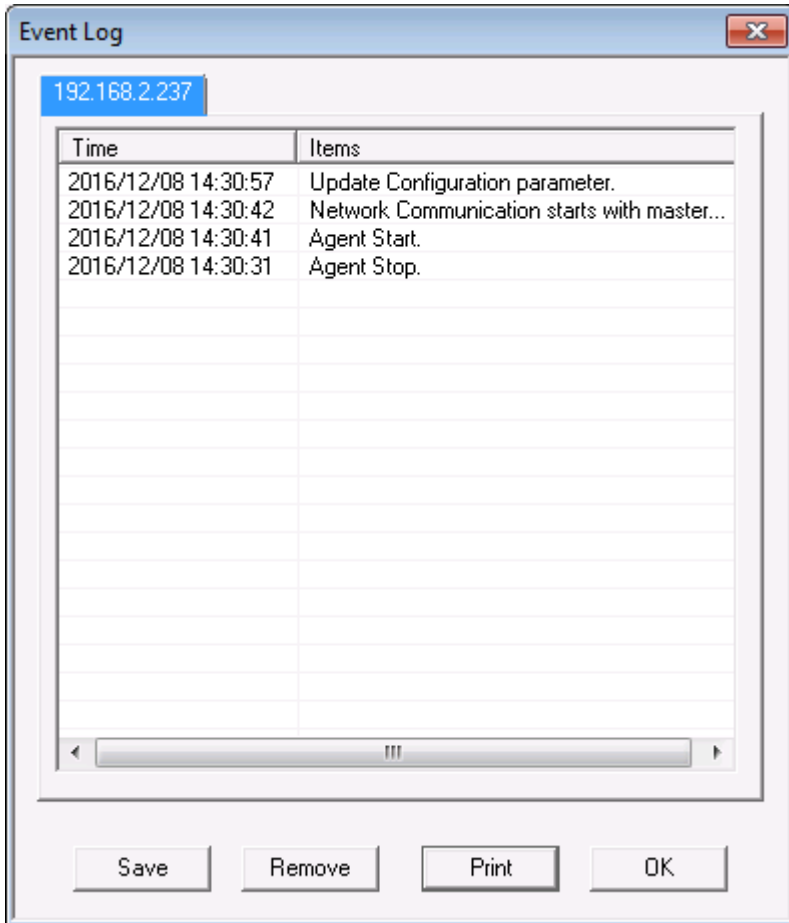 Event Log
192.168.2.237
Time Items
2016/12/08 14:30:57 Update Configuration parameter.
2016/12/08 14:30:42 Network Communication starts with master...
2016/12/08 14:30:41 Agent Start.
2016/12/08 14:30:31 Agent Stop.
Save Remove Print OK